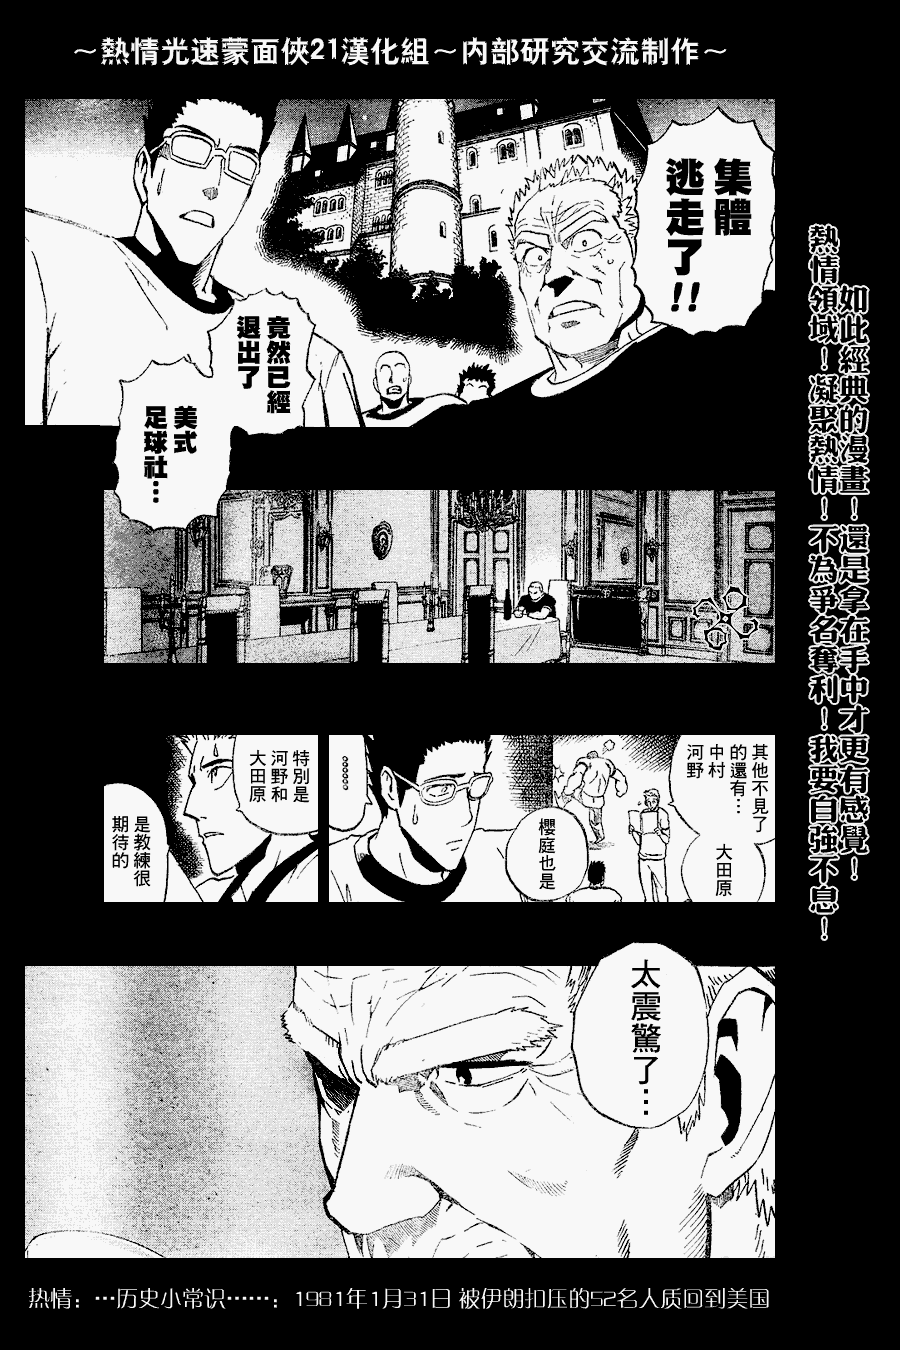 ～熱情光速蒙面俠21漢化組～内部研究交流制作～
集體
逃走了!!
竟然已經
退出了
美式
足球社…
其他不見了
的還有…
中村
河野
大田原
櫻庭也是
……
特別是
河野和
大田原
是教練很
期待的
太震驚了…
如此經典的漫畫！還是拿在手中才更有感覺！
熱情領域！凝聚熱情！不為爭名奪利！我要自強不息！
热情：…历史小常识……：1981年1月31日 被伊朗扣压的52名人质回到美国